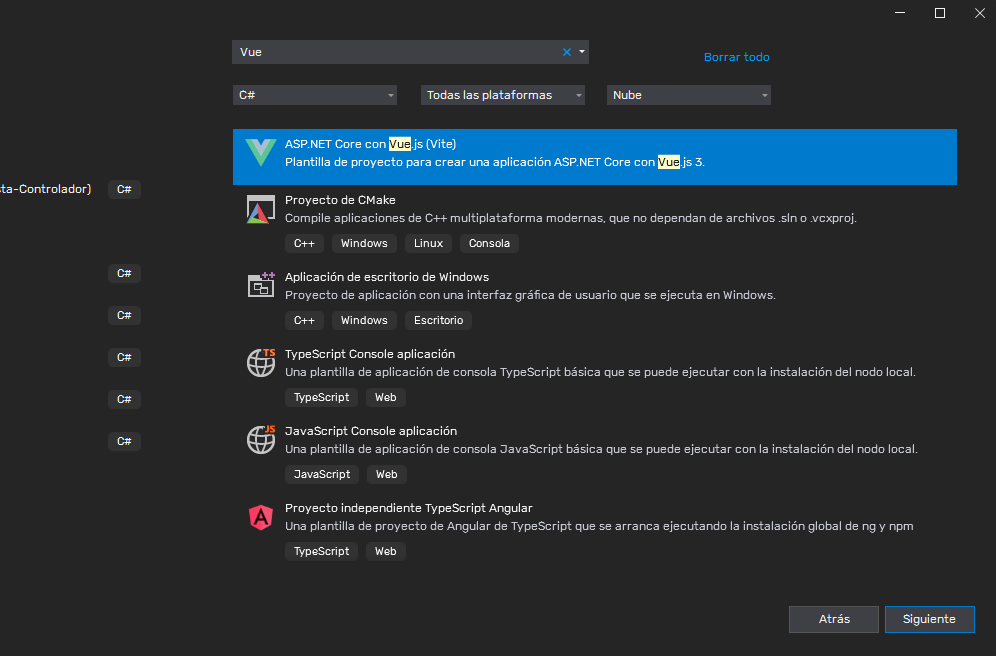 Vue
Borrar todo
C#
Todas las plataformas
Nube
ASP.NET Core con Vue.js (Vite)
Plantilla de proyecto para crear una aplicación ASP.NET Core con Vue.js 3.
sta-Controlador)
C#
Proyecto de CMake
Compile aplicaciones de C++ multiplataforma modernas, que no dependan de archivos .sln o .vcxproj.
C++
Windows
Linux
Consola
C#
Aplicación de escritorio de Windows
Proyecto de aplicación con una interfaz gráfica de usuario que se ejecuta en Windows.
C#
C++
Windows
Escritorio
C#
TS
TypeScript Console aplicación
Una plantilla de aplicación de consola TypeScript básica que se puede ejecutar con la instalación del nodo local.
C#
TypeScript
Web
C#
JS
JavaScript Console aplicación
Una plantilla de aplicación de consola JavaScript básica que se puede ejecutar con la instalación del nodo local.
JavaScript
Web
A
Proyecto independiente TypeScript Angular
Una plantilla de proyecto de Angular de TypeScript que se arranca ejecutando la instalación global de ng y npm
TypeScript
Web
Atrás
Siguiente